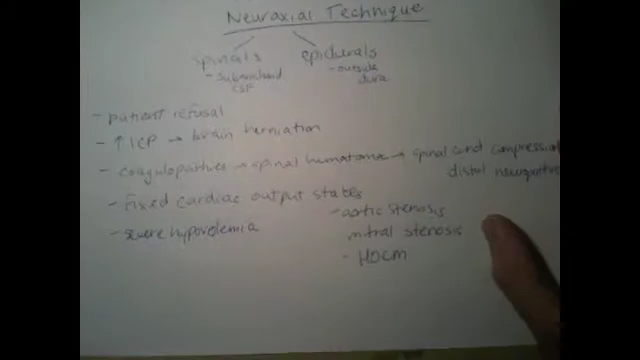 Neuraxial Technique
spinals epidurals
- subarachnoid - outside
CSF dura
- patient refusal
- ↑ ICP → brain herniation
- coagulopathies → spinal hematoma → spinal cord compression
distal
- Fixed cardiac output states
- aortic stenosis
- severe hypovolemia
mitral stenosis
- HOCM